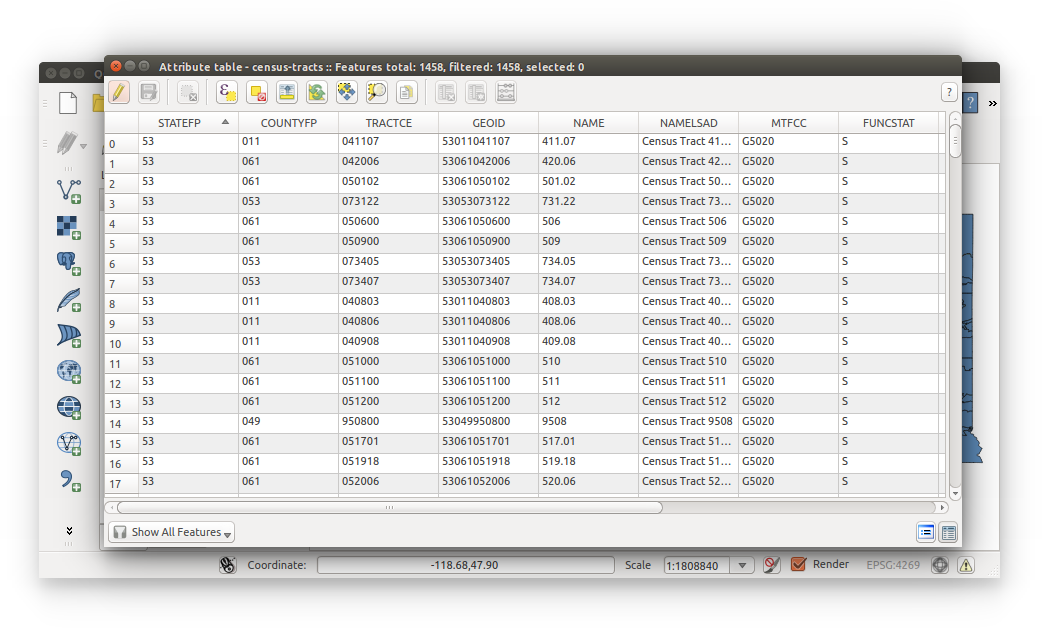 Attribute table - census-tracts :: Features total: 1458, filtered: 1458, selected: 0
ε
?
?
»
STATEFP COUNTYFP TRACTCE GEOID NAME NAMELSAD MTFCC FUNCSTAT
0 53 011 041107 53011041107 411.07 Census Tract 41... G5020 S
1 53 061 042006 53061042006 420.06 Census Tract 42... G5020 S
2 53 061 050102 53061050102 501.02 Census Tract 50... G5020 S
3 53 053 073122 53053073122 731.22 Census Tract 73... G5020 S
4 53 061 050600 53061050600 506 Census Tract 506 G5020 S
5 53 061 050900 53061050900 509 Census Tract 509 G5020 S
6 53 053 073405 53053073405 734.05 Census Tract 73... G5020 S
7 53 053 073407 53053073407 734.07 Census Tract 73... G5020 S
8 53 011 040803 53011040803 408.03 Census Tract 40... G5020 S
9 53 011 040806 53011040806 408.06 Census Tract 40... G5020 S
10 53 011 040908 53011040908 409.08 Census Tract 40... G5020 S
11 53 061 051000 53061051000 510 Census Tract 510 G5020 S
12 53 061 051100 53061051100 511 Census Tract 511 G5020 S
13 53 061 051200 53061051200 512 Census Tract 512 G5020 S
14 53 049 950800 53049950800 9508 Census Tract 9508 G5020 S
15 53 061 051701 53061051701 517.01 Census Tract 51... G5020 S
16 53 061 051918 53061051918 519.18 Census Tract 51... G5020 S
17 53 061 052006 53061052006 520.06 Census Tract 52... G5020 S
Show All Features
Coordinate: -118.68,47.90 Scale 1:1808840 Render EPSG:4269